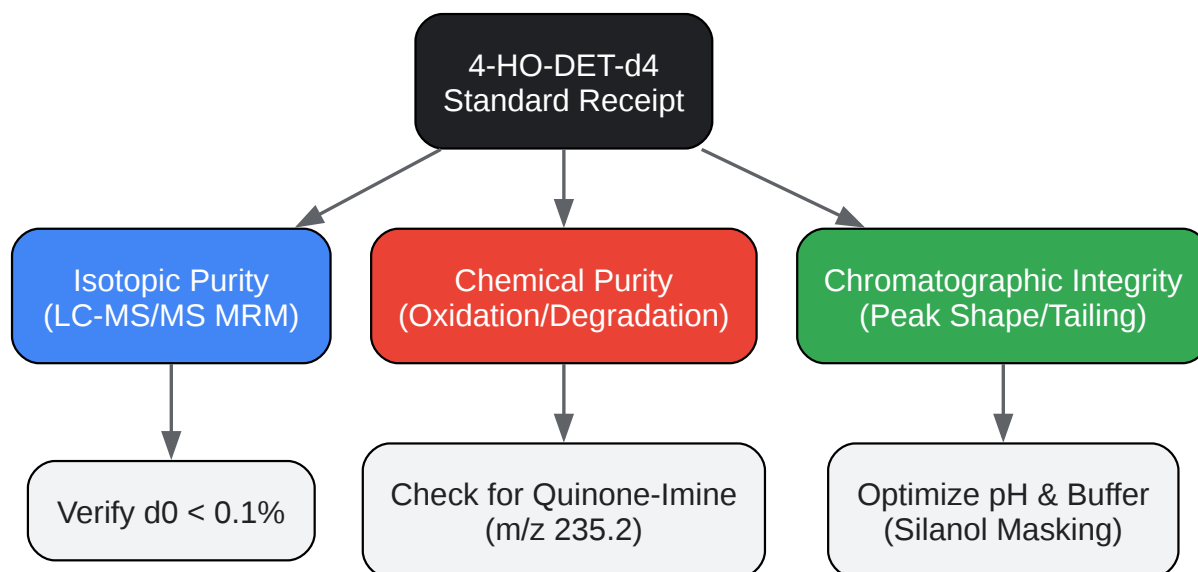 4-HO-DET-d4
Standard Receipt
Isotopic Purity
(LC-MS/MS MRM)
Chemical Purity
(Oxidation/Degradation)
Chromatographic Integrity
(Peak Shape/Tailing)
Verify d0 < 0.1%
Check for Quinone-Imine
(m/z 235.2)
Optimize pH & Buffer
(Silanol Masking)